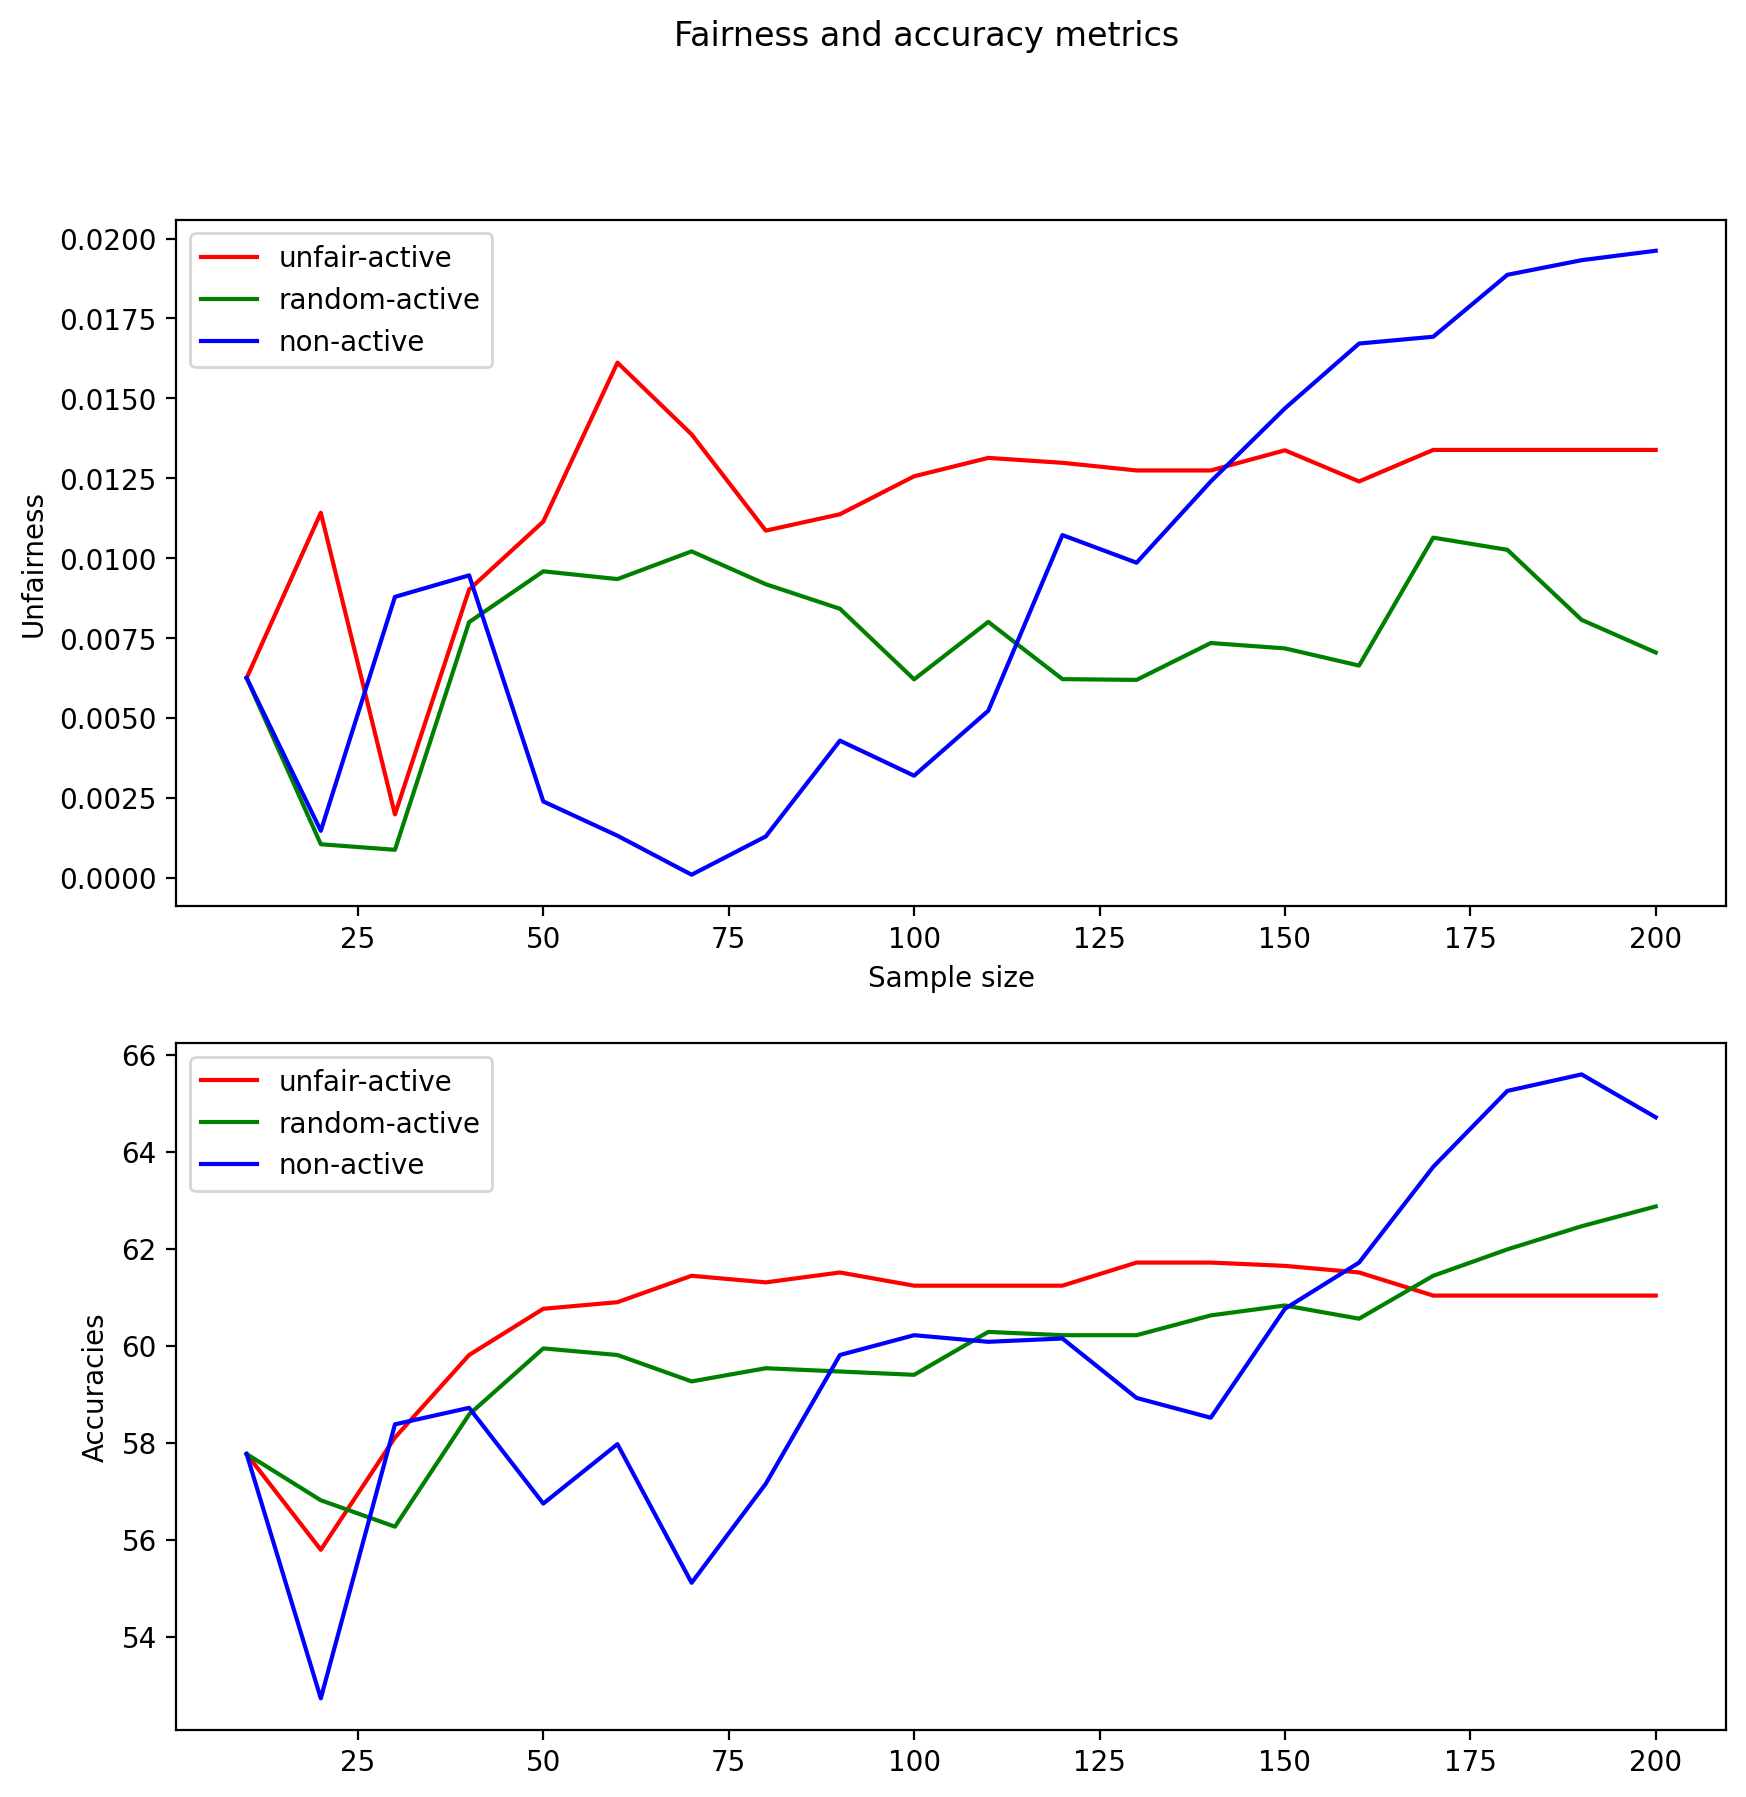 Fairness and accuracy metrics
unfair-active
random-active
non-active
0.0200
0.0175
0.0150
0.0125
0.0100
0.0075
0.0050
0.0025
0.0000
Unfairness
25 50 75 100 125 150 175 200
Sample size
unfair-active
random-active
non-active
66
64
62
60
58
56
54
Accuracies
25 50 75 100 125 150 175 200